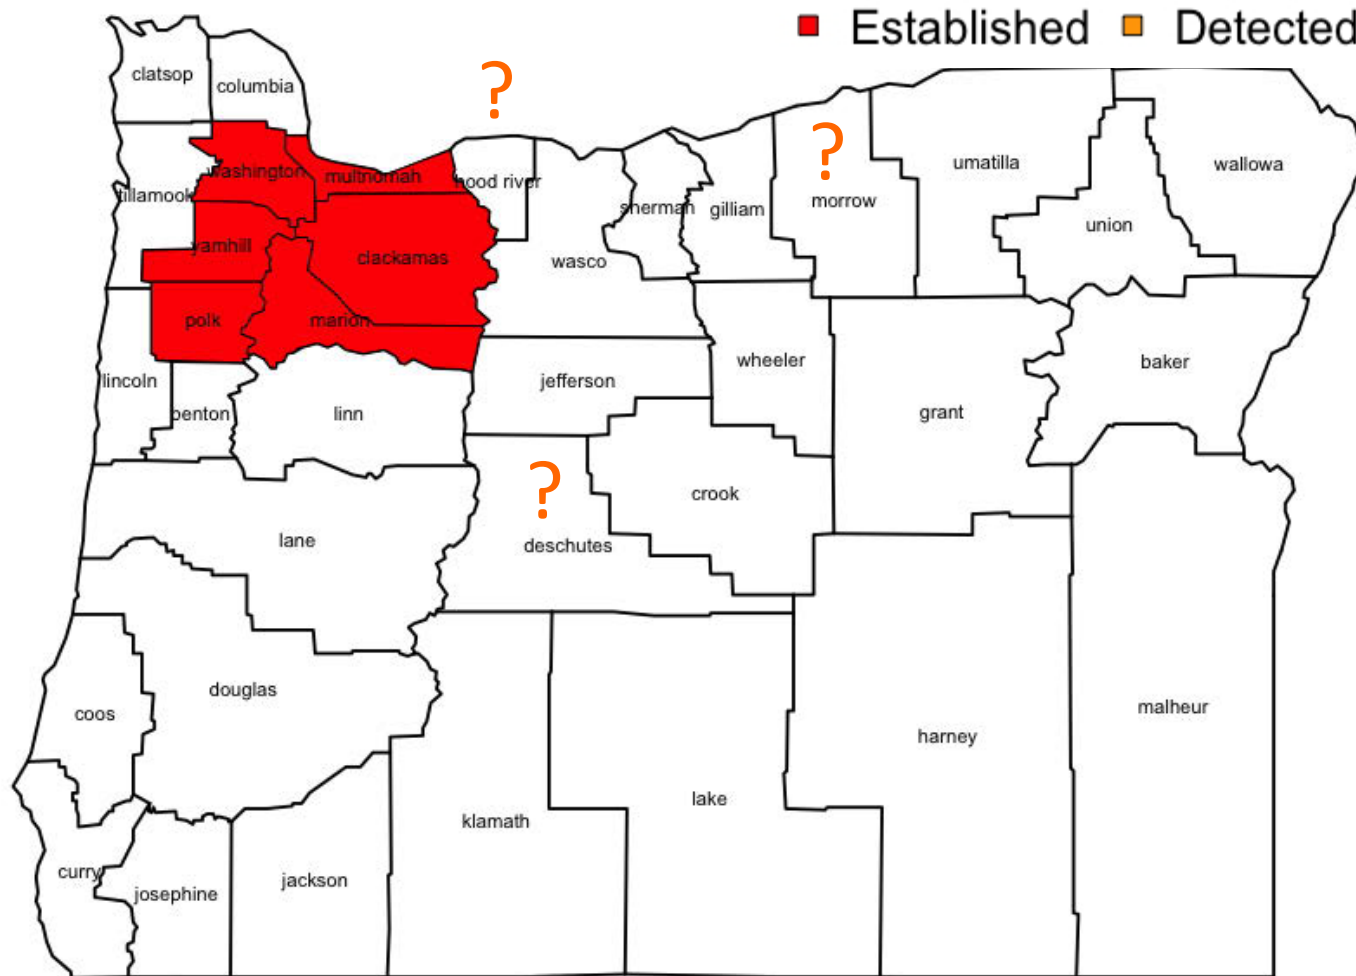 Established Detected
clatsop
columbia
?
?
washington
multnomah
hood river
tillamook
umatilla
wallowa
sherman
gilliam
morrow
union
yamhill
clackamas
wasco
polk
marion
lincoln
benton
linn
jefferson
wheeler
grant
baker
?
crook
lane
deschutes
douglas
coos
malheur
harney
lake
klamath
curry
josephine
jackson